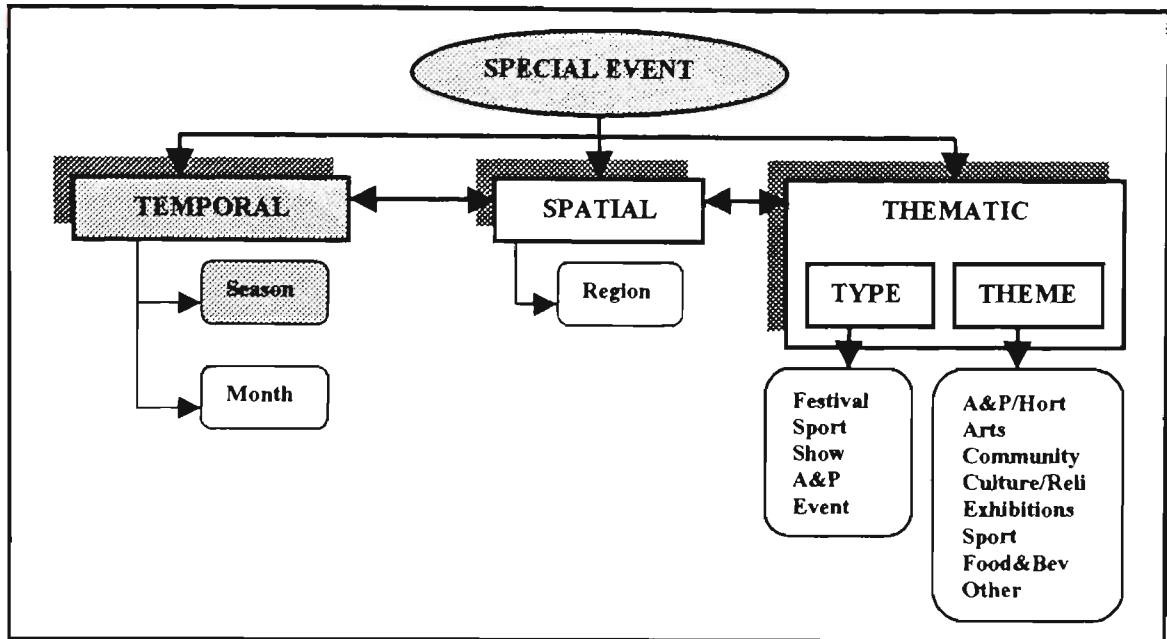 SPECIAL EVENT
TEMPORAL
SPATIAL
THEMATIC
Season
Month
Region
TYPE
THEME
Festival
Sport
Show
A&P
Event
A&P/Hort
Arts
Community
Culture/Reli
Exhibitions
Sport
Food&Bev
Other